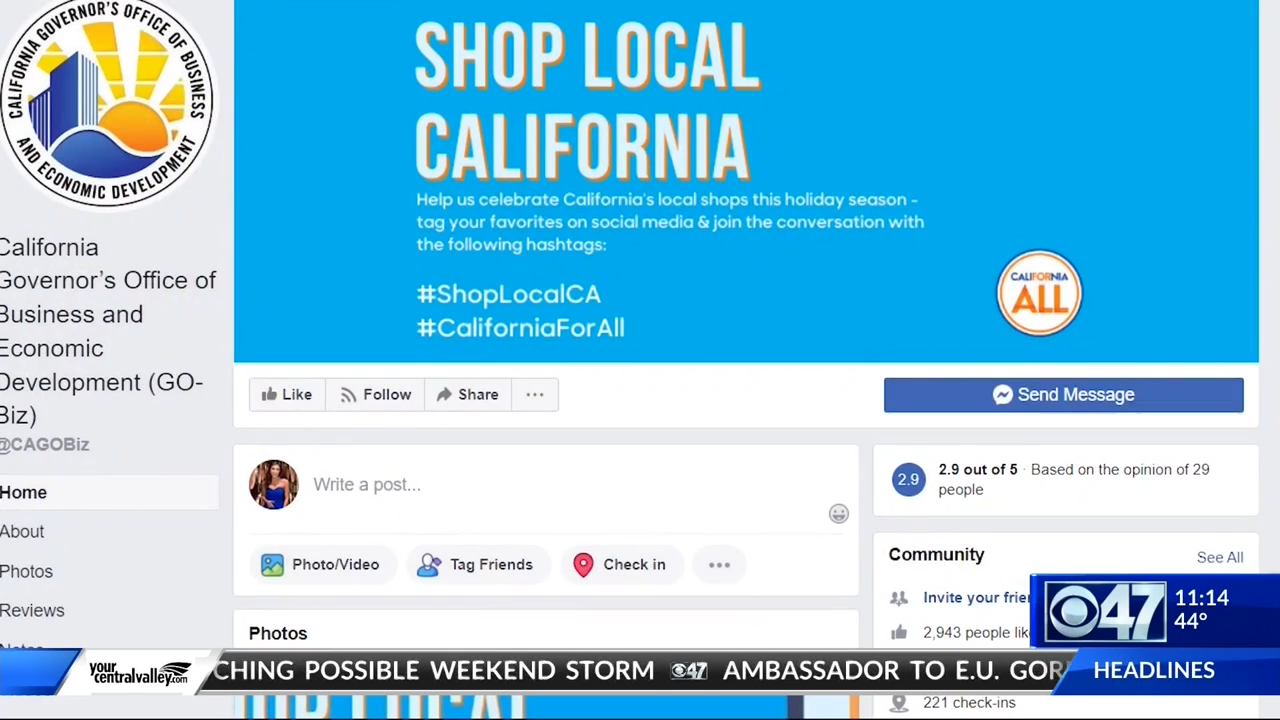 CALIFORNIA GOVERNOR'S OFFICE OF BUSINESS
AND ECONOMIC DEVELOPMENT
SHOP LOCAL
CALIFORNIA
Help us celebrate California's local shops this holiday season -
tag your favorites on social media & join the conversation with
the following hashtags:
#ShopLocalCA
#CaliforniaForAll
CALIFORNIA
ALL
California
Governor's Office of
Business and
Economic
Development (GO-
Biz)
@CAGOBiz
Home
About
Photos
Reviews
Like
Follow
Share
Send Message
Write a post...
Photo/Video
Tag Friends
Check in
Photos
2.9
2.9 out of 5 · Based on the opinion of 29
people
Community
See All
Invite your
2,943 people
221 check-ins
47
11:14
44°
your
centralvalley.com
CHING POSSIBLE WEEKEND STORM
47
AMBASSADOR TO E.U.
HEADLINES